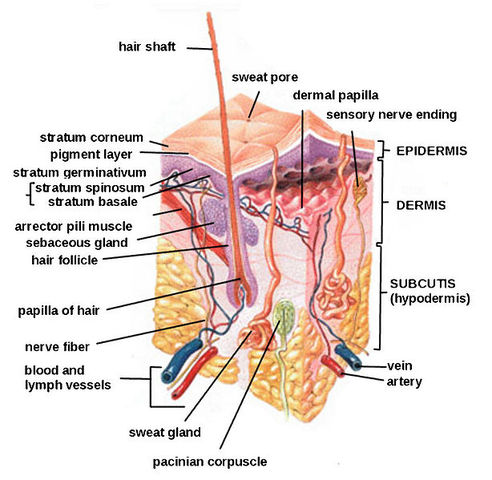 hair shaft
sweat pore
dermal papilla
sensory nerve ending
stratum corneum
pigment layer
stratum germinativum
stratum spinosum
stratum basale
arrector pili muscle
sebaceous gland
hair follicle
papilla of hair
nerve fiber
blood and
lymph vessels
sweat gland
pacinian corpuscle
EPIDERMIS
DERMIS
SUBCUTIS
(hypodermis)
vein
artery